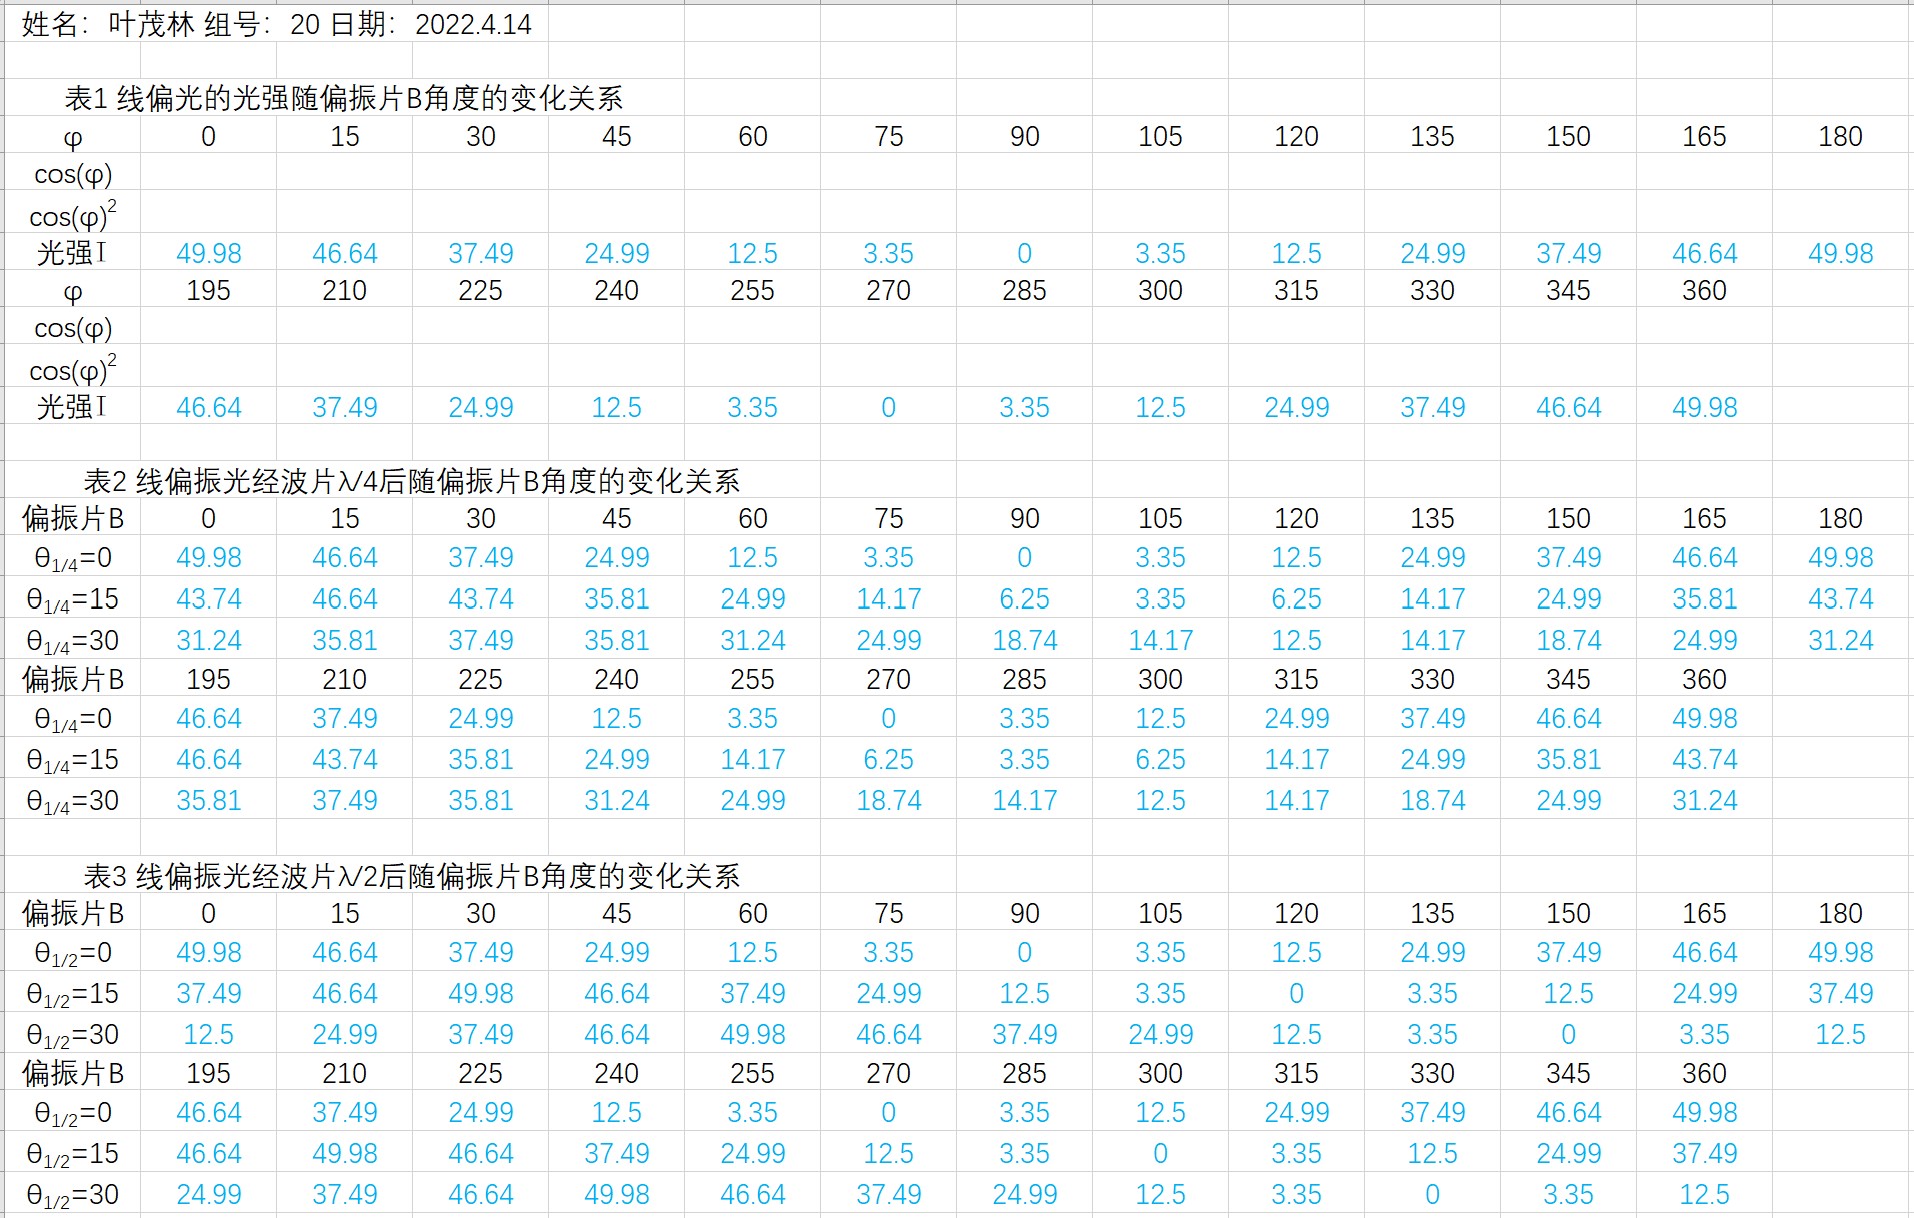 姓名：叶茂林 组号：20 日期：2022.4.14
表1 线偏光的光强随偏振片B角度的变化关系
φ 0 15 30 45 60 75 90 105 120 135 150 165 180
cos(φ)
cos(φ)²
光强I 49.98 46.64 37.49 24.99 12.5 3.35 0 3.35 12.5 24.99 37.49 46.64 49.98
φ 195 210 225 240 255 270 285 300 315 330 345 360
cos(φ)
cos(φ)²
光强I 46.64 37.49 24.99 12.5 3.35 0 3.35 12.5 24.99 37.49 46.64 49.98
表2 线偏振光经波片λ/4后随偏振片B角度的变化关系
偏振片B 0 15 30 45 60 75 90 105 120 135 150 165 180
θ1/4=0 49.98 46.64 37.49 24.99 12.5 3.35 0 3.35 12.5 24.99 37.49 46.64 49.98
θ1/4=15 43.74 46.64 43.74 35.81 24.99 14.17 6.25 3.35 6.25 14.17 24.99 35.81 43.74
θ1/4=30 31.24 35.81 37.49 35.81 31.24 24.99 18.74 14.17 12.5 14.17 18.74 24.99 31.24
偏振片B 195 210 225 240 255 270 285 300 315 330 345 360
θ1/4=0 46.64 37.49 24.99 12.5 3.35 0 3.35 12.5 24.99 37.49 46.64 49.98
θ1/4=15 46.64 43.74 35.81 24.99 14.17 6.25 3.35 6.25 14.17 24.99 35.81 43.74
θ1/4=30 35.81 37.49 35.81 31.24 24.99 18.74 14.17 12.5 14.17 18.74 24.99 31.24
表3 线偏振光经波片λ/2后随偏振片B角度的变化关系
偏振片B 0 15 30 45 60 75 90 105 120 135 150 165 180
θ1/2=0 49.98 46.64 37.49 24.99 12.5 3.35 0 3.35 12.5 24.99 37.49 46.64 49.98
θ1/2=15 37.49 46.64 49.98 46.64 37.49 24.99 12.5 3.35 0 3.35 12.5 24.99 37.49
θ1/2=30 12.5 24.99 37.49 46.64 49.98 46.64 37.49 24.99 12.5 3.35 0 3.35 12.5
偏振片B 195 210 225 240 255 270 285 300 315 330 345 360
θ1/2=0 46.64 37.49 24.99 12.5 3.35 0 3.35 12.5 24.99 37.49 46.64 49.98
θ1/2=15 46.64 49.98 46.64 37.49 24.99 12.5 3.35 0 3.35 12.5 24.99 37.49
θ1/2=30 24.99 37.49 46.64 49.98 46.64 37.49 24.99 12.5 3.35 0 3.35 12.5